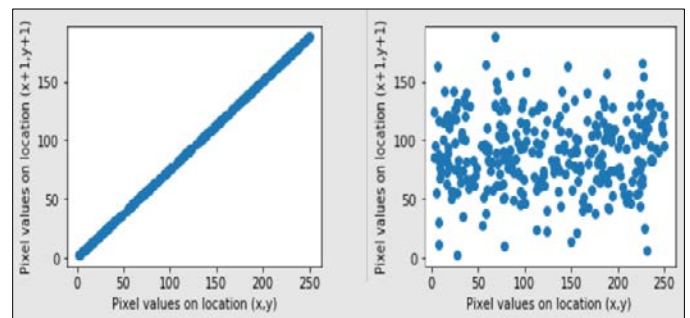 Pixel values on location (x+1,y+1)
150
100
50
0
0 50 100 150 200 250
Pixel values on location (x,y)
Pixel values on location (x+1,y+1)
150
100
50
0
0 50 100 150 200 250
Pixel values on location (x,y)